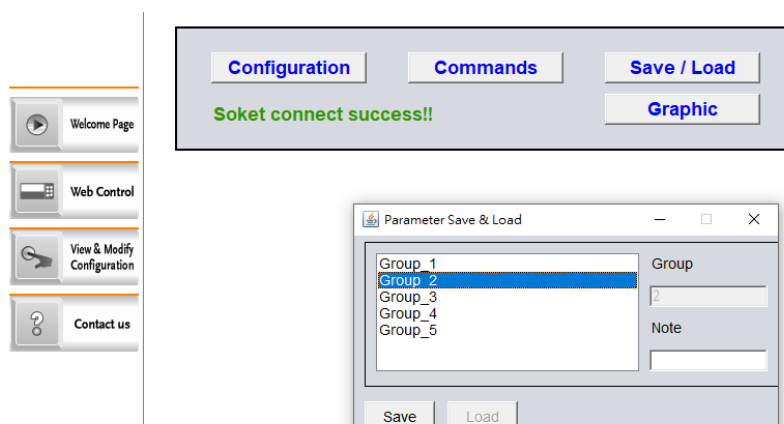 Configuration
Commands
Save / Load
Soket connect success!!
Graphic
Welcome Page
Web Control
View & Modify
Configuration
Contact us
Parameter Save & Load
Group_1
Group_2
Group_3
Group_4
Group_5
Group
2
Note
Save
Load